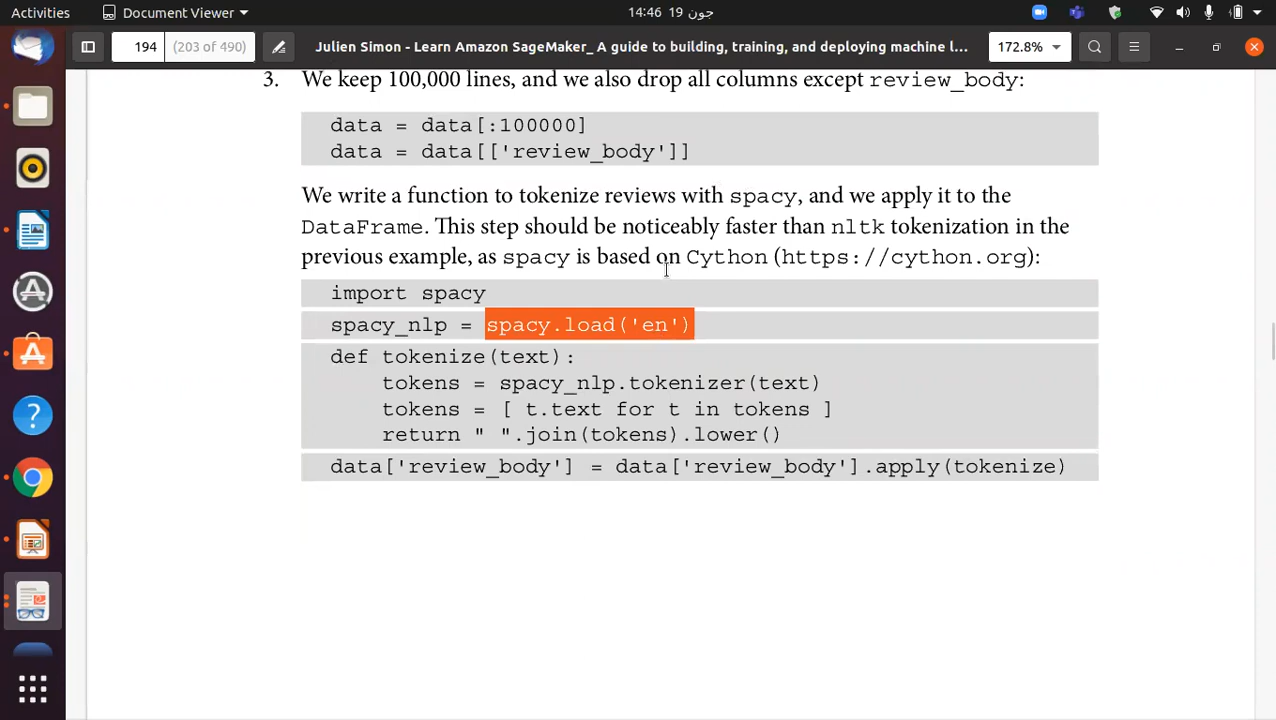 Activities
Document Viewer
14:46 19 جون
194
(203 of 490)
Julien Simon - Learn Amazon SageMaker_ A guide to building, training, and deploying machine l...
172.8%
3. We keep 100,000 lines, and we also drop all columns except review_body:
data = data[:100000]
data = data[['review_body']]
We write a function to tokenize reviews with spacy, and we apply it to the
DataFrame. This step should be noticeably faster than nltk tokenization in the
previous example, as spacy is based on Cython (https://cython.org):
import spacy
spacy_nlp = spacy.load('en')
def tokenize(text):
    tokens = spacy_nlp.tokenizer(text)
    tokens = [ t.text for t in tokens ]
    return " ".join(tokens).lower()
data['review_body'] = data['review_body'].apply(tokenize)